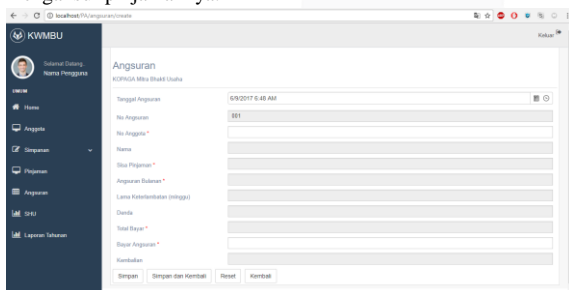 localhost/PA/angsuran/create
KWMBU
Keluar
Selamat Datang,
Nama Pengguna
UMUM
Home
Anggota
Simpanan
Pinjaman
Angsuran
SHU
Laporan Tahunan
Angsuran
KOPAGA Mitra Bhakti Usaha
Tanggal Angsuran
6/9/2017 6:48 AM
No Angsuran
001
No Anggota *
Nama
Sisa Pinjaman *
Angsuran Bulanan *
Lama Keterlambatan (minggu)
Denda
Total Bayar *
Bayar Angsuran *
Kembalian
Simpan
Simpan dan Kembali
Reset
Kembali